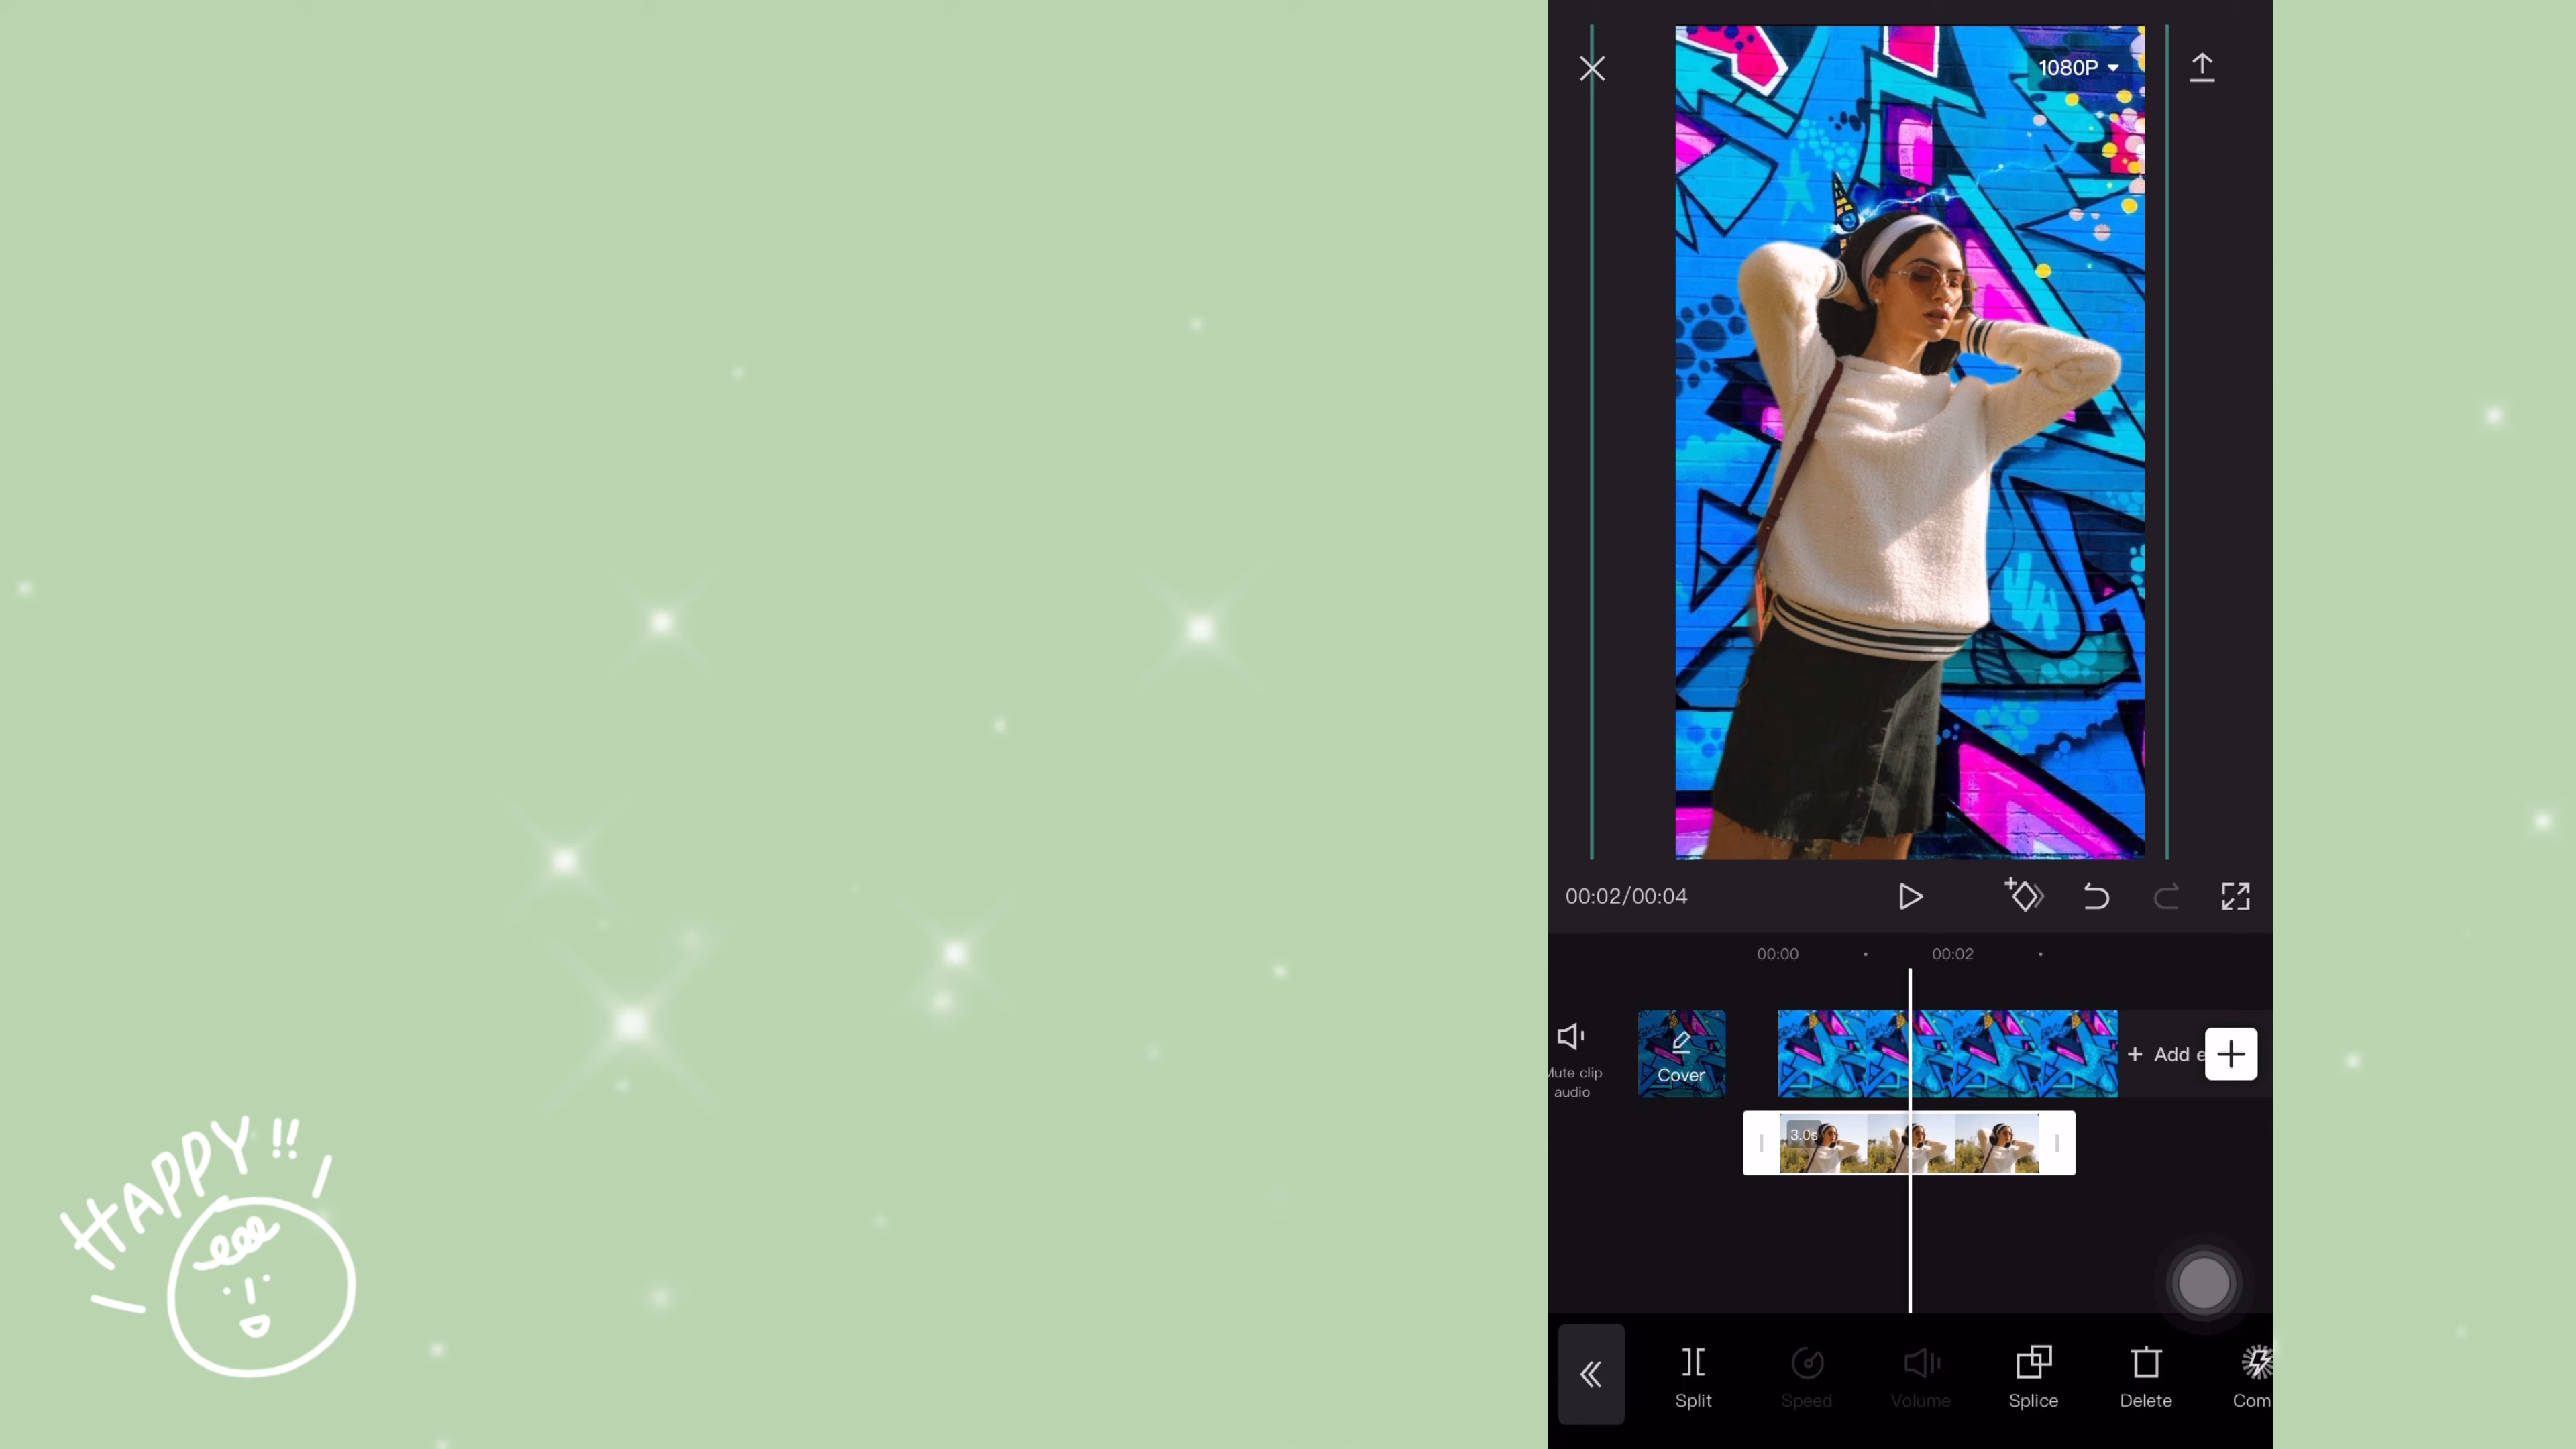 1080P
00:02/00:04
00:00
00:02
Mute clip
audio
Cover
+ Add e
3.0s
HAPPY!!
Split
Speed
Volume
Splice
Delete
Com